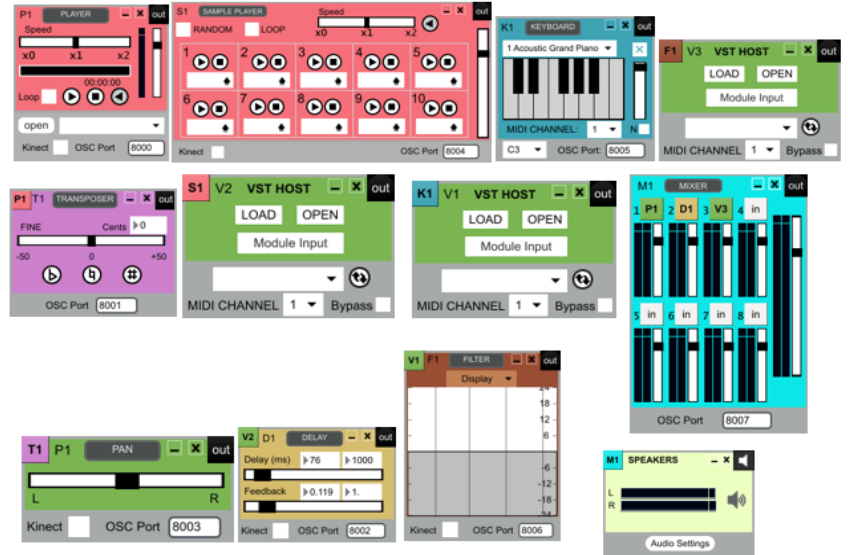 P1 PLAYER out
Speed
x0 x1 x2
00:00:00
Loop
open
Kinect OSC Port 8000
S1 SAMPLE PLAYER out
Speed
RANDOM LOOP
x0 x1 x2
1 2 3 4 5
6 7 8 9 10
Kinect OSC Port 8004
K1 KEYBOARD out
1 Acoustic Grand Piano
MIDI CHANNEL: 1 N
C3 OSC Port: 8005
F1 V3 VST HOST out
LOAD OPEN
Module Input
MIDI CHANNEL 1 Bypass
P1 T1 TRANSPOSER out
FINE Cents 0
-50 0 +50
OSC Port 8001
S1 V2 VST HOST out
LOAD OPEN
Module Input
MIDI CHANNEL 1 Bypass
K1 V1 VST HOST out
LOAD OPEN
Module Input
MIDI CHANNEL 1 Bypass
M1 MIXER out
1 P1 2 D1 3 V3 4 in
5 in 6 in 7 in 8 in
OSC Port 8007
T1 P1 PAN out
L R
Kinect OSC Port 8003
V2 D1 DELAY out
Delay (ms) 76 1000
Feedback 0.119 1.
Kinect OSC Port 8002
V1 F1 FILTER out
Display
24
18
12
6
-6
-12
-18
-24
Kinect OSC Port 8006
M1 SPEAKERS
L
R
Audio Settings